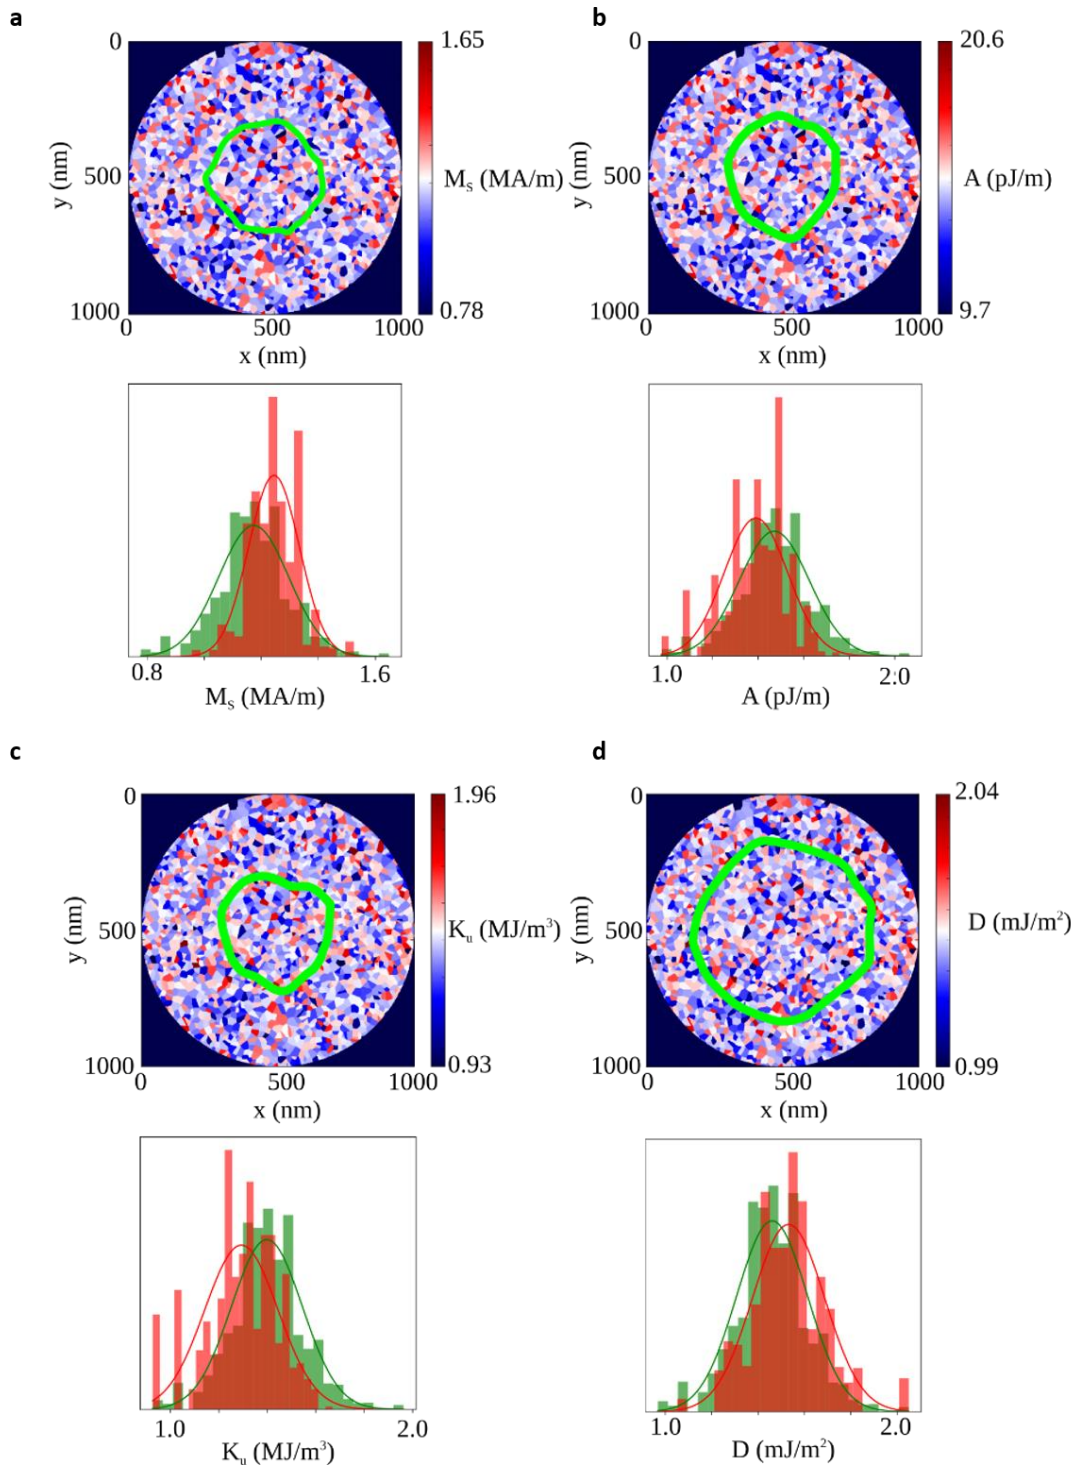 a
0
500
1000
y (nm)
0
500
1000
x (nm)
1.65
Mₛ (MA/m)
0.78
0.8
1.6
Mₛ (MA/m)
b
0
500
1000
y (nm)
0
500
1000
x (nm)
20.6
A (pJ/m)
9.7
1.0
2.0
A (pJ/m)
c
0
500
1000
y (nm)
0
500
1000
x (nm)
1.96
Kᵤ (MJ/m³)
0.93
1.0
2.0
Kᵤ (MJ/m³)
d
0
500
1000
y (nm)
0
500
1000
x (nm)
2.04
D (mJ/m²)
0.99
1.0
2.0
D (mJ/m²)